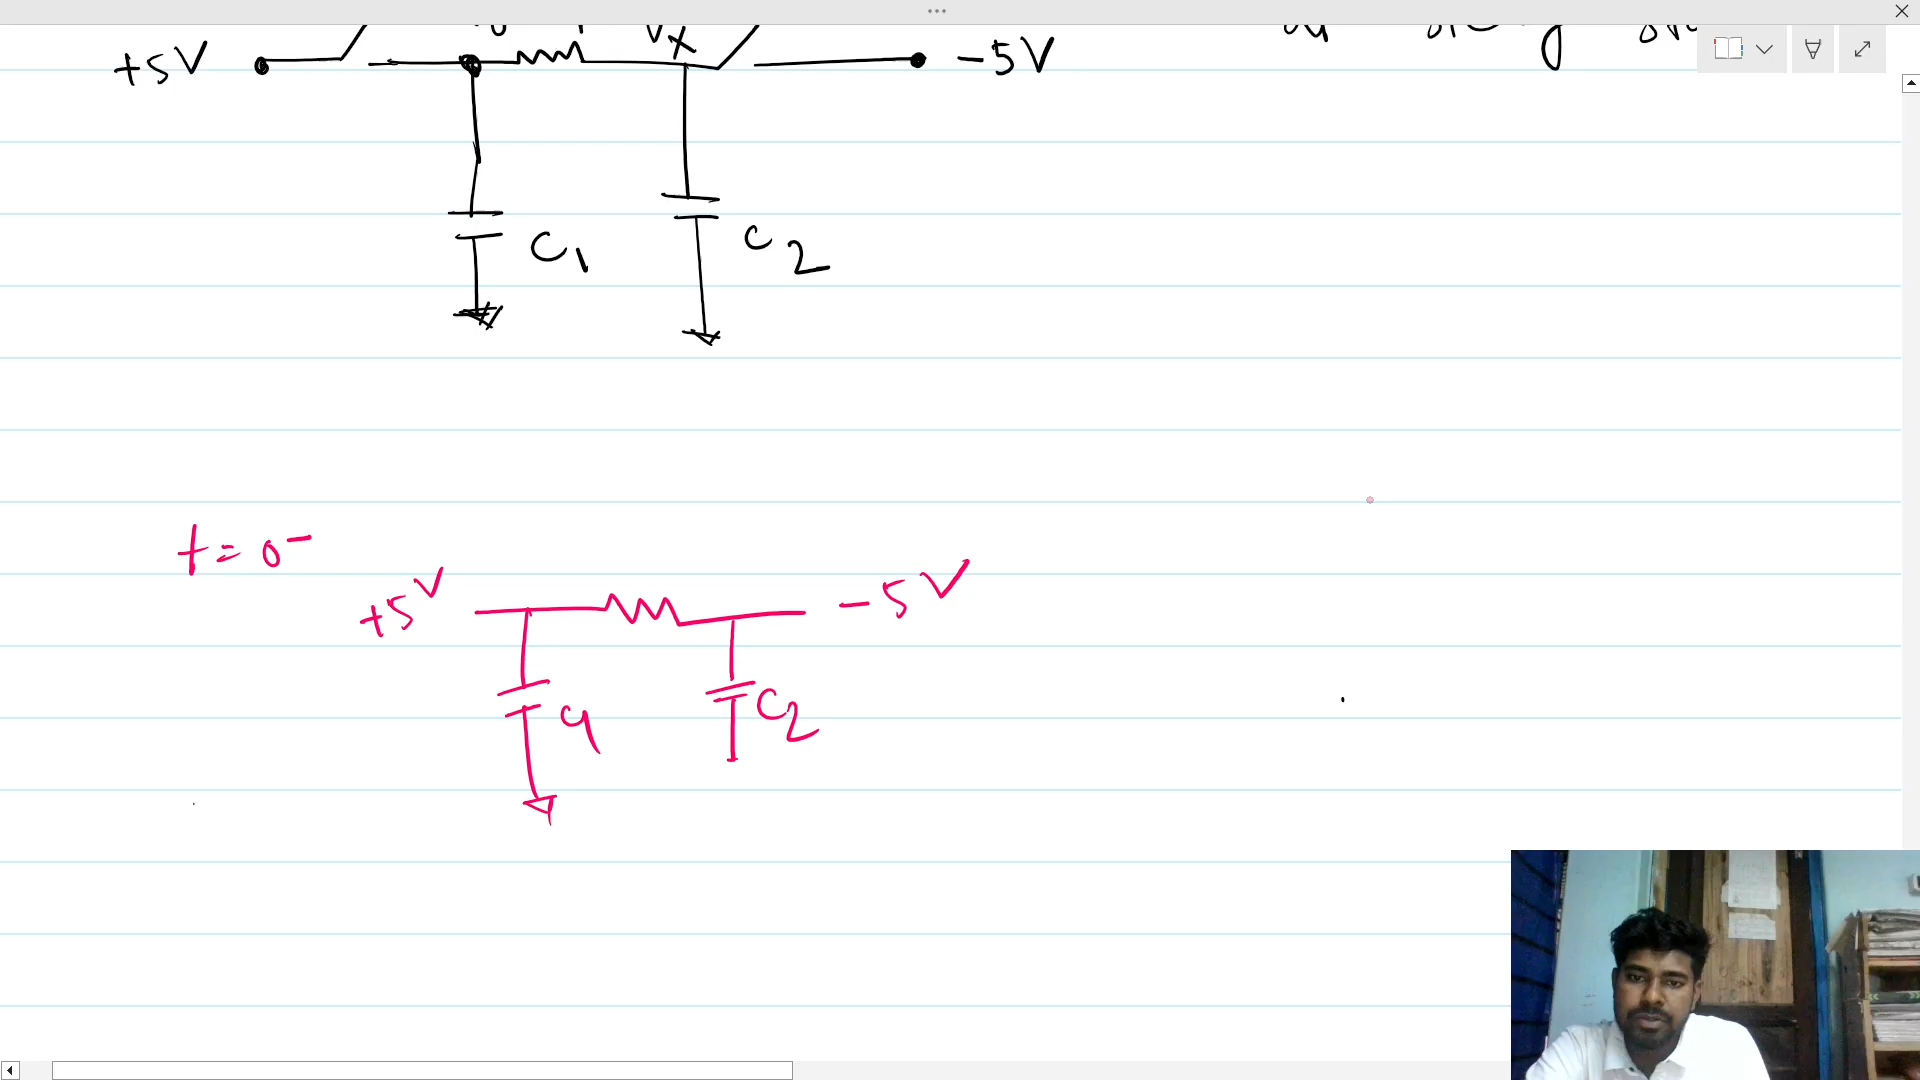 +5V
Vx
-5V
C1
C2
t = 0-
+5V
-5V
C1
C2